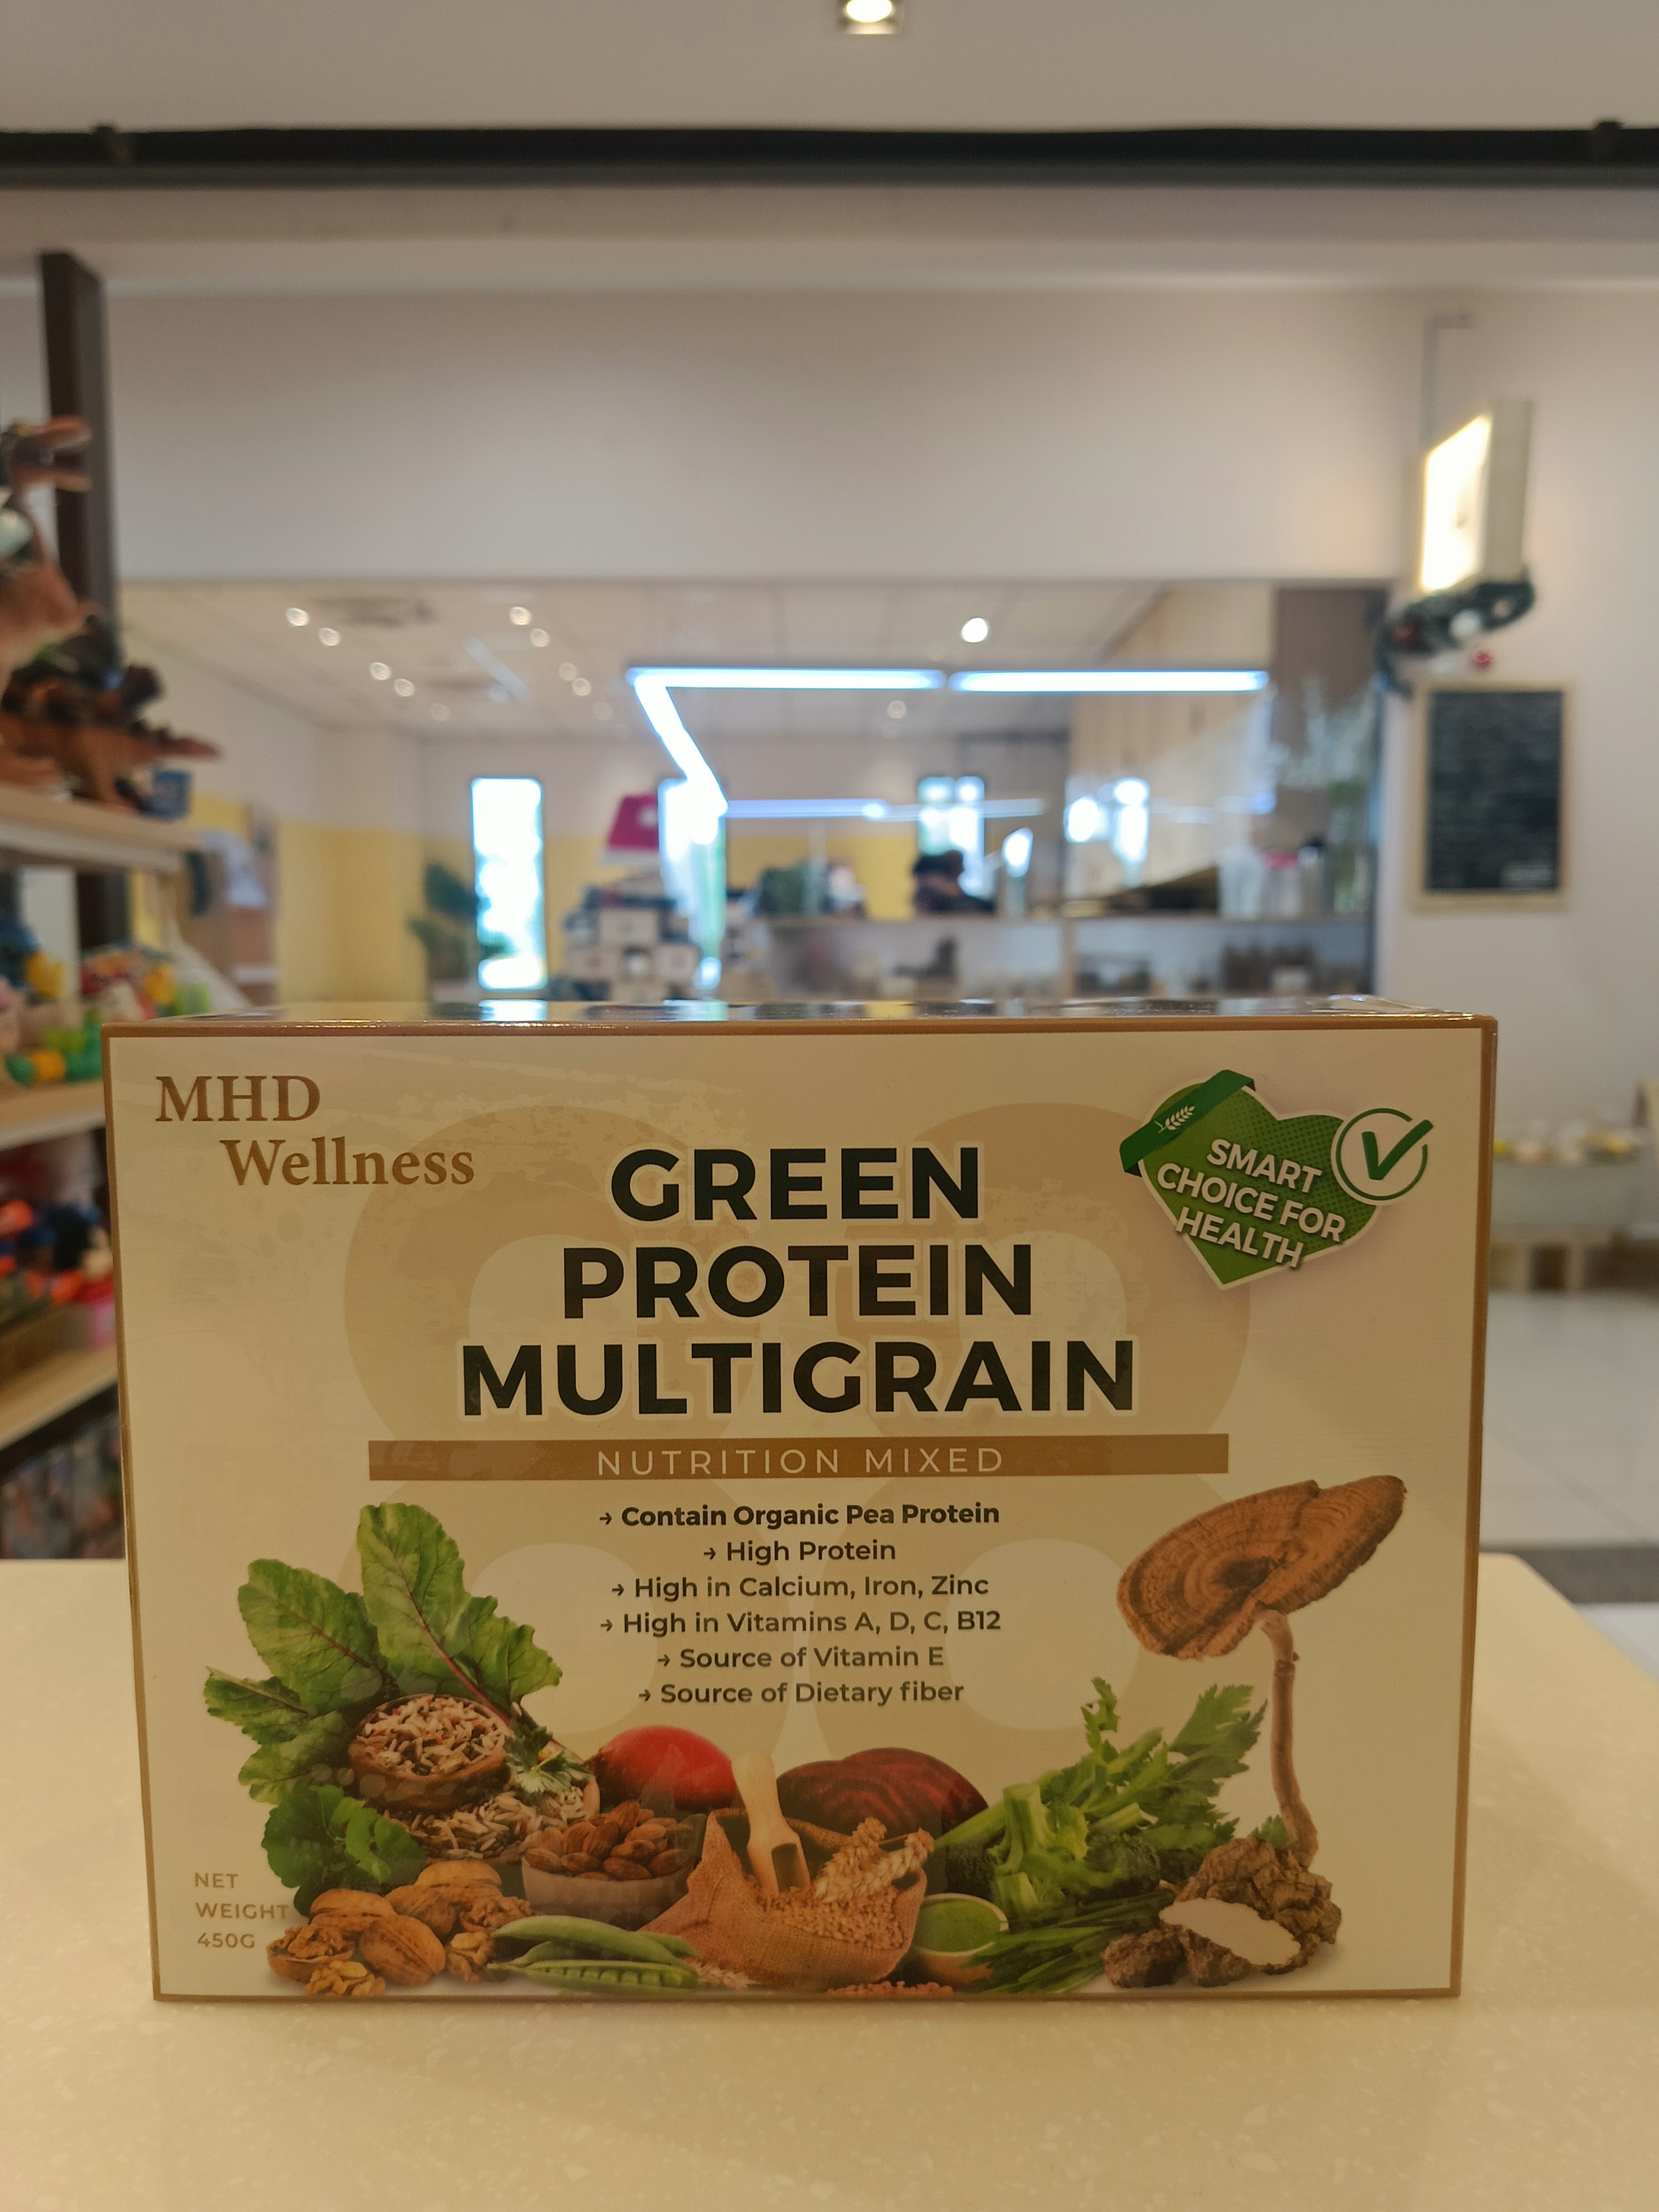 MHD
Wellness
SMART
CHOICE FOR
HEALTH
GREEN
PROTEIN
MULTIGRAIN
NUTRITION MIXED
→ Contain Organic Pea Protein
→ High Protein
→ High in Calcium, Iron, Zinc
→ High in Vitamins A, D, C, B12
→ Source of Vitamin E
→ Source of Dietary fiber
NET
WEIGHT
450G